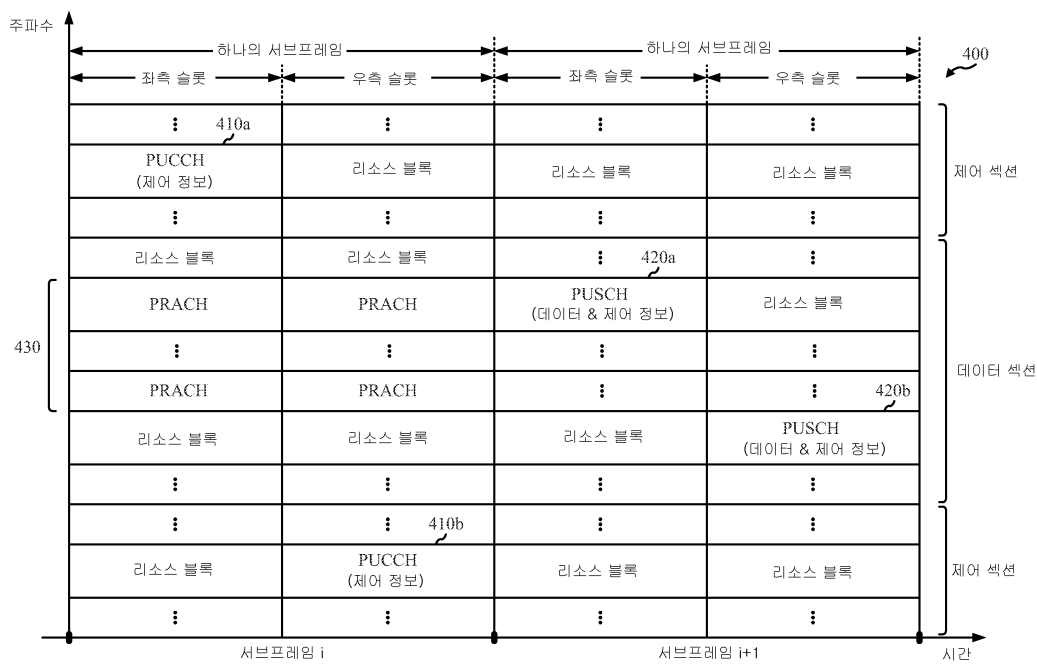 주파수
하나의 서브프레임
하나의 서브프레임
400
좌측 슬롯
우측 슬롯
좌측 슬롯
우측 슬롯
410a
PUCCH
(제어 정보)
리소스 블록
리소스 블록
리소스 블록
제어 섹션
리소스 블록
리소스 블록
420a
PRACH
PRACH
PUSCH
(데이터 & 제어 정보)
리소스 블록
430
데이터 섹션
PRACH
PRACH
420b
리소스 블록
리소스 블록
리소스 블록
PUSCH
(데이터 & 제어 정보)
410b
리소스 블록
PUCCH
(제어 정보)
리소스 블록
리소스 블록
제어 섹션
서브프레임 i
서브프레임 i+1
시간